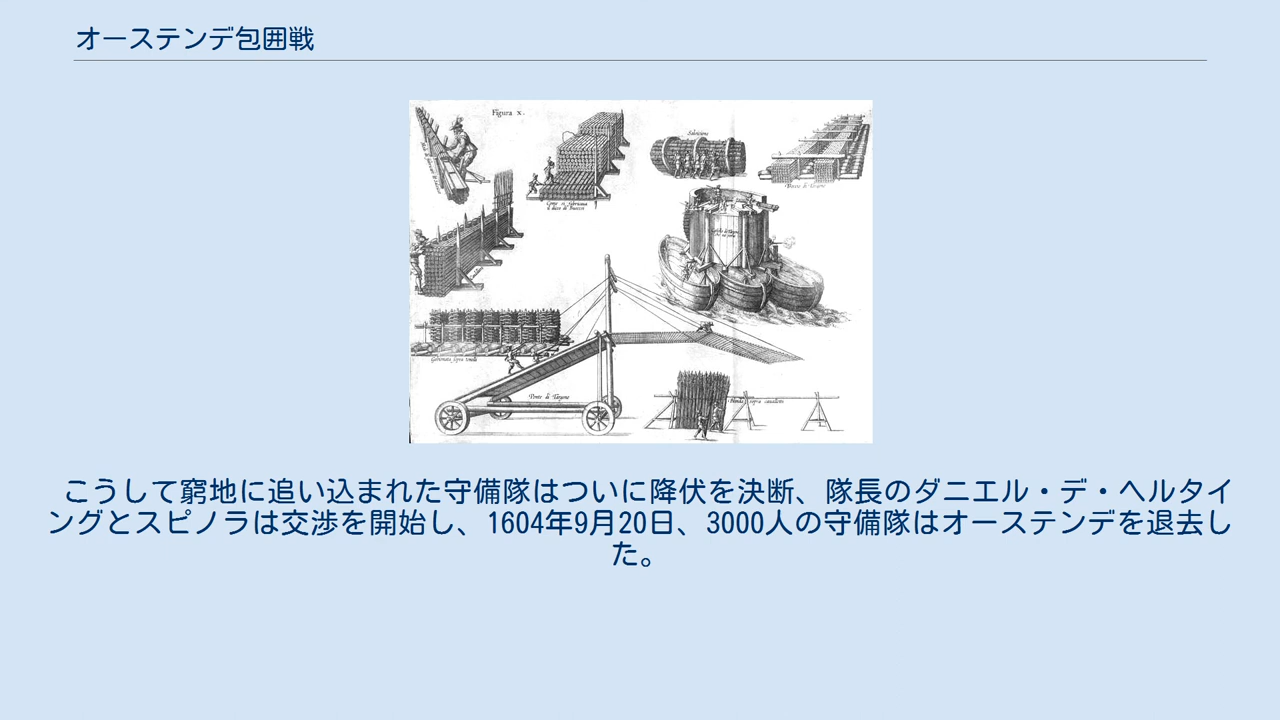 オーステンデ包囲戦
Figura X.
Salsiccione
Ponte di Targone
こうして窮地に追い込まれた守備隊はついに降伏を決断、隊長のダニエル・デ・ヘルタイ
ングとスピノラは交渉を開始し、1604年9月20日、3000人の守備隊はオーステンデを退去し
た。